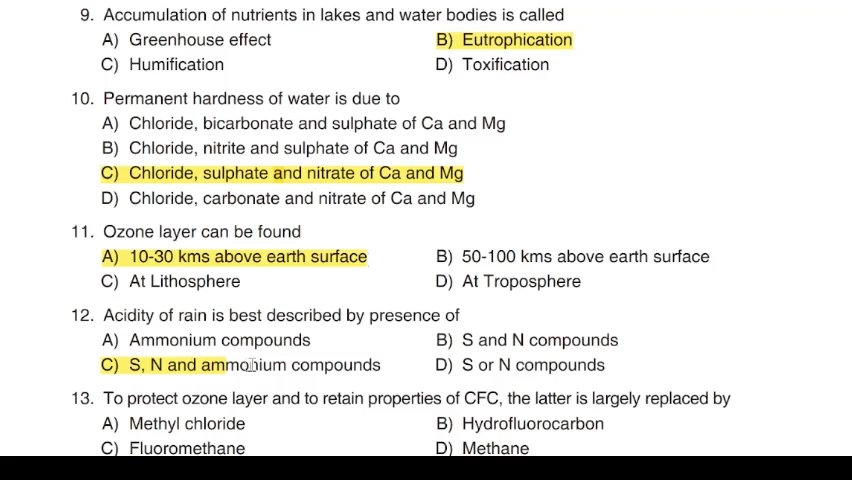 9. Accumulation of nutrients in lakes and water bodies is called
A) Greenhouse effect B) Eutrophication
C) Humification D) Toxification
10. Permanent hardness of water is due to
A) Chloride, bicarbonate and sulphate of Ca and Mg
B) Chloride, nitrite and sulphate of Ca and Mg
C) Chloride, sulphate and nitrate of Ca and Mg
D) Chloride, carbonate and nitrate of Ca and Mg
11. Ozone layer can be found
A) 10-30 kms above earth surface B) 50-100 kms above earth surface
C) At Lithosphere D) At Troposphere
12. Acidity of rain is best described by presence of
A) Ammonium compounds B) S and N compounds
C) S, N and ammonium compounds D) S or N compounds
13. To protect ozone layer and to retain properties of CFC, the latter is largely replaced by
A) Methyl chloride B) Hydrofluorocarbon
C) Fluoromethane D) Methane